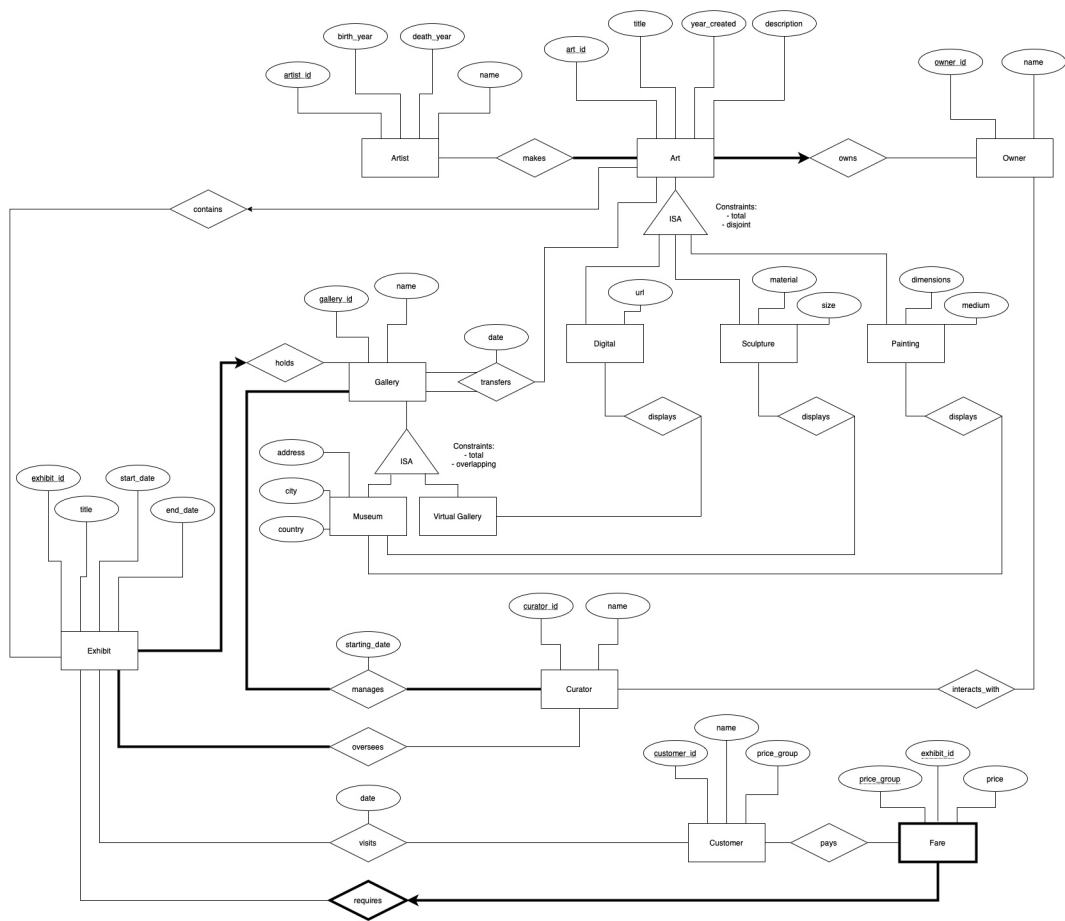 title
year_created
description
birth_year
death_year
art_id
owner_id
name
artist_id
name
Artist
makes
Art
owns
Owner
contains
ISA
Constraints:
- total
- disjoint
gallery_id
name
url
material
size
dimensions
medium
date
holds
Gallery
transfers
Digital
Sculpture
Painting
displays
displays
displays
address
ISA
Constraints:
- total
- overlapping
exhibit_id
start_date
title
end_date
city
country
Museum
Virtual Gallery
curator_id
name
Exhibit
starting_date
manages
Curator
interacts_with
oversees
name
customer_id
price_group
exhibit_id
price_group
price
date
visits
Customer
pays
Fare
requires